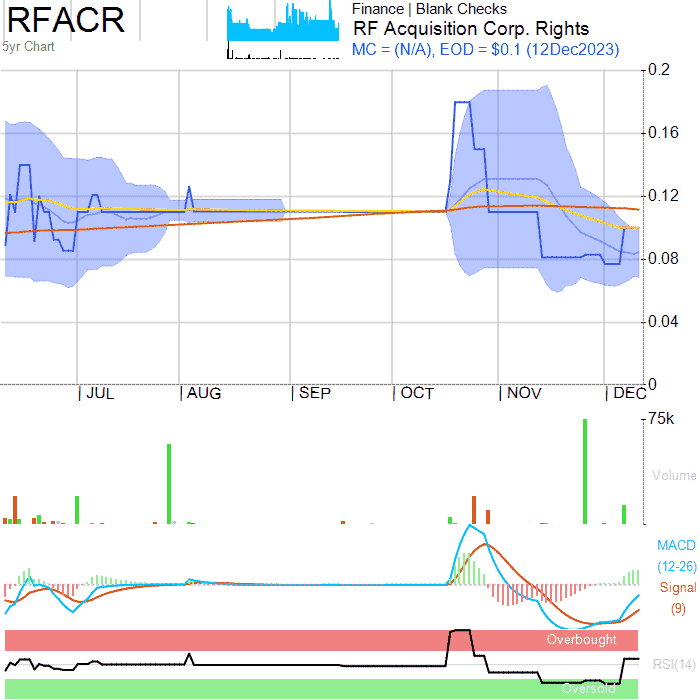 RFACR
5yr Chart
Finance | Blank Checks
RF Acquisition Corp. Rights
MC = (N/A), EOD = $0.1 (12Dec2023)
0.2
0.16
0.12
0.08
0.04
0
JUL AUG SEP OCT NOV DEC
75k
Volume
MACD
(12-26)
Signal
(9)
Overbought
RSI(14)
Oversold